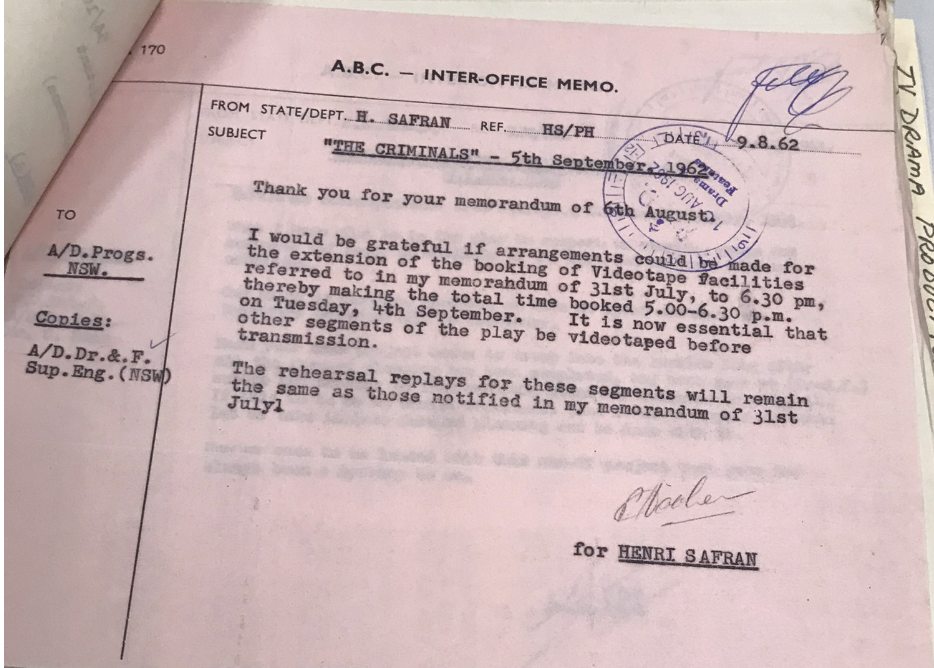 170
A.B.C. — INTER-OFFICE MEMO.
FROM STATE/DEPT. H. SAFRAN REF. HS/PH DATE 9.8.62
SUBJECT
"THE CRIMINALS" - 5th September, 1962
Thank you for your memorandum of 6th August.
TO
A/D.Progs.
NSW.
Copies:
A/D.Dr.&.F.
Sup.Eng.(NSW)
I would be grateful if arrangements could be made for
the extension of the booking of Videotape facilities
referred to in my memorahdum of 31st July, to 6.30 pm,
thereby making the total time booked 5.00-6.30 p.m.
on Tuesday, 4th September. It is now essential that
other segments of the play be videotaped before
transmission.
The rehearsal replays for these segments will remain
the same as those notified in my memorandum of 31st
July1
for HENRI SAFRAN
AUG 1962
Drama
Features
TV DRAMA